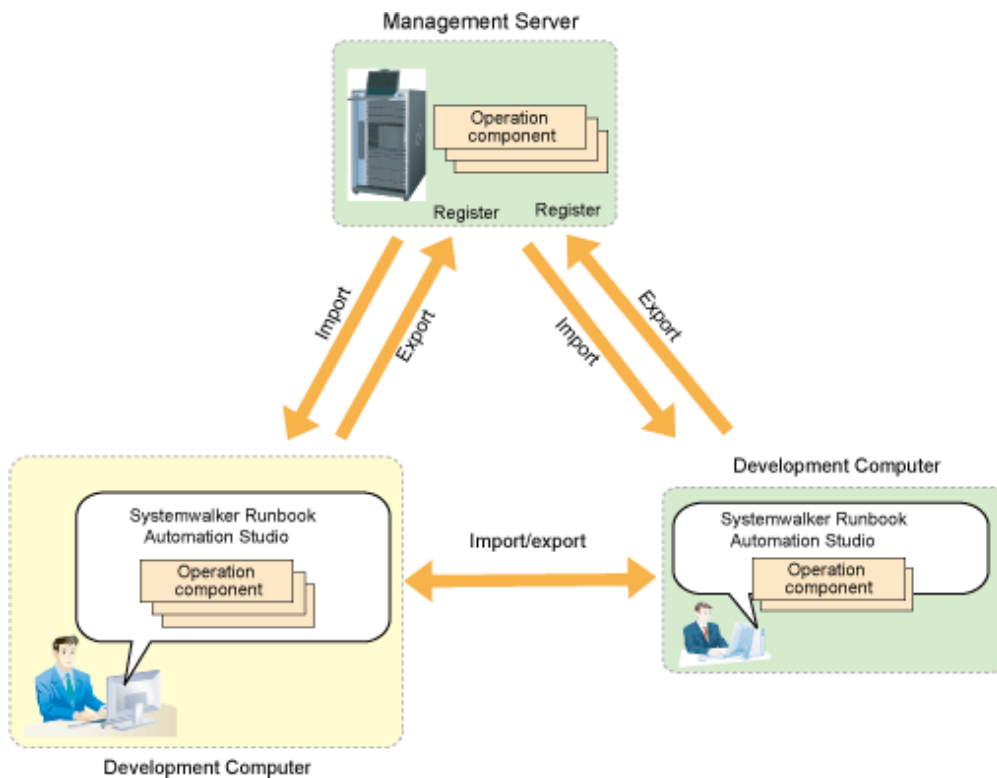 Management Server
Operation
component
Register
Register
Import
Export
Import
Export
Development Computer
Systemwalker Runbook
Automation Studio
Operation
component
Import/export
Systemwalker Runbook
Automation Studio
Operation
component
Development Computer